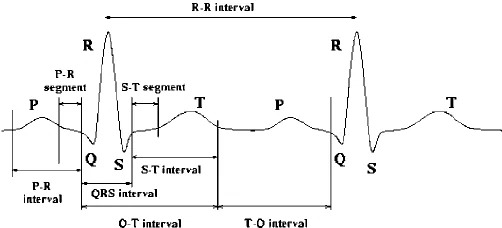 R-R interval
R
R
P-R
segment
S-T segment
P
T
P
T
Q
S
Q
S
S-T interval
P-R
interval
QRS interval
Q-T interval
T-Q interval